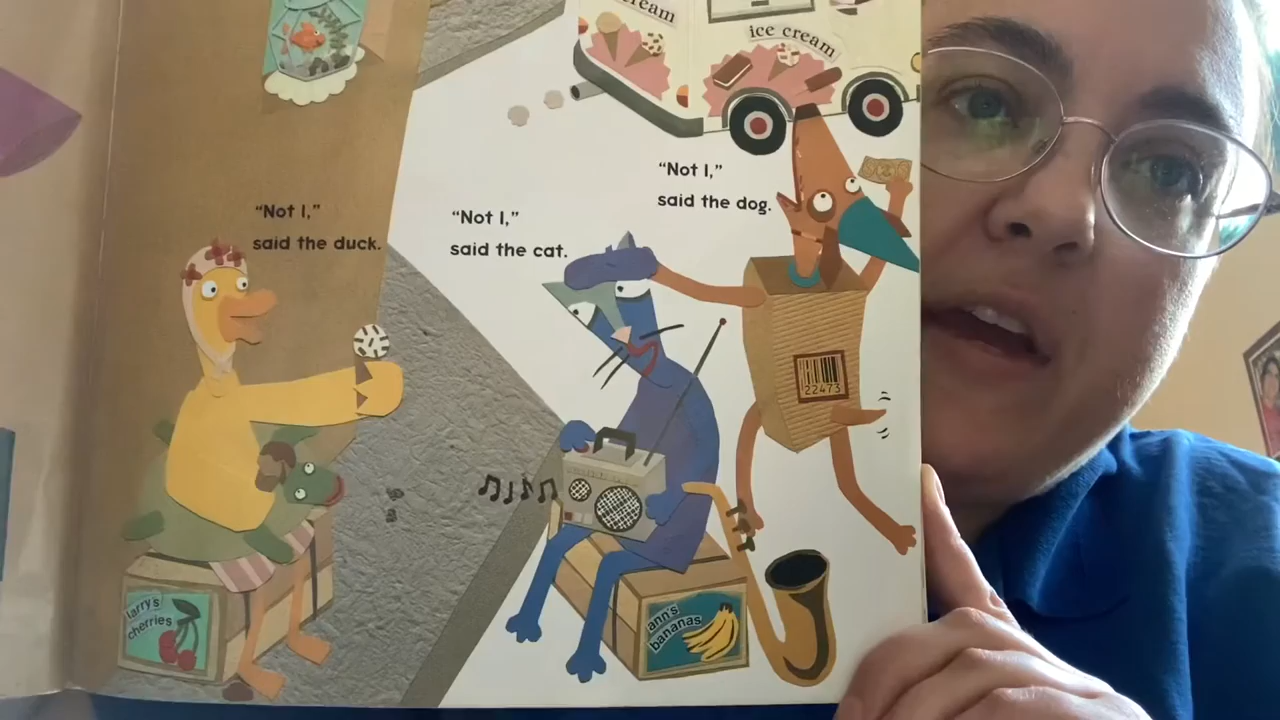 cream
ice cream
“Not I,”
said the duck.
“Not I,”
said the cat.
“Not I,”
said the dog.
22473
larry's
cherries
ann's
bananas